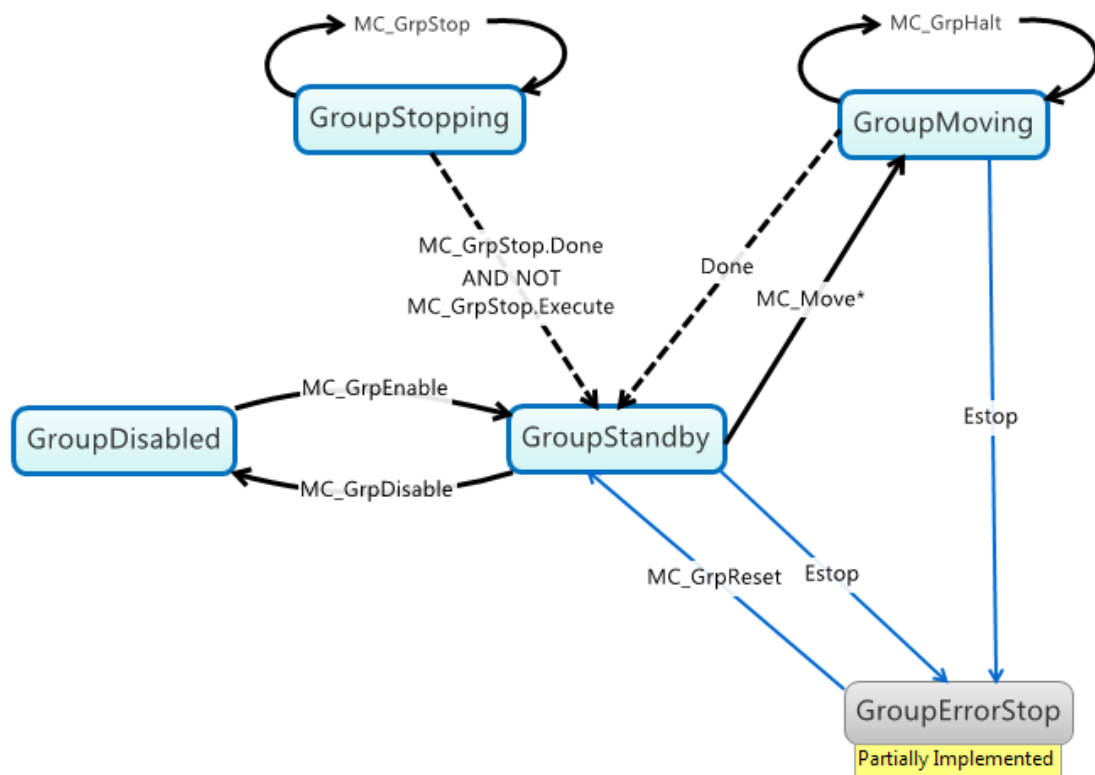 MC_GrpStop
MC_GrpHalt
GroupStopping
GroupMoving
MC_GrpStop.Done
AND NOT
MC_GrpStop.Execute
Done
MC_Move*
MC_GrpEnable
Estop
GroupDisabled
GroupStandby
MC_GrpDisable
MC_GrpReset
Estop
GroupErrorStop
Partially Implemented